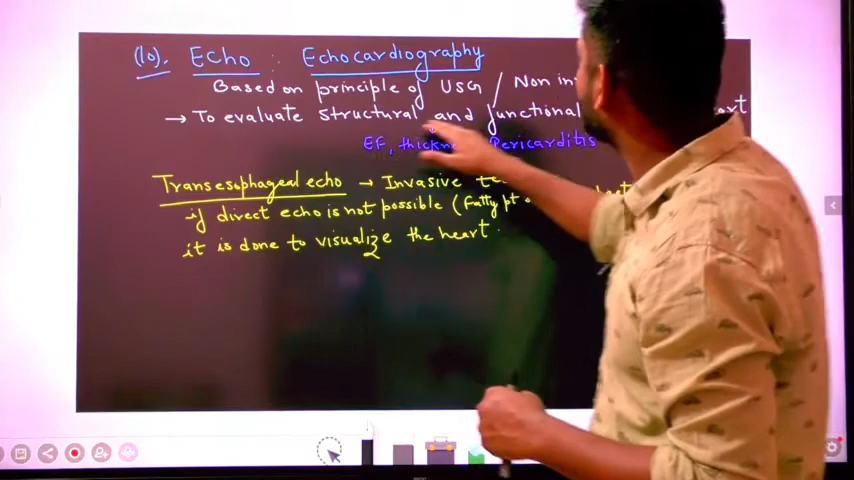 (10). Echo : Echocardiography
Based on principle of USG / Non in
→ To evaluate structural and functional
EF, thickn Pericarditis
Transesophageal echo → Invasive te
if direct echo is not possible (Fatty pt
it is done to visualize the heart.